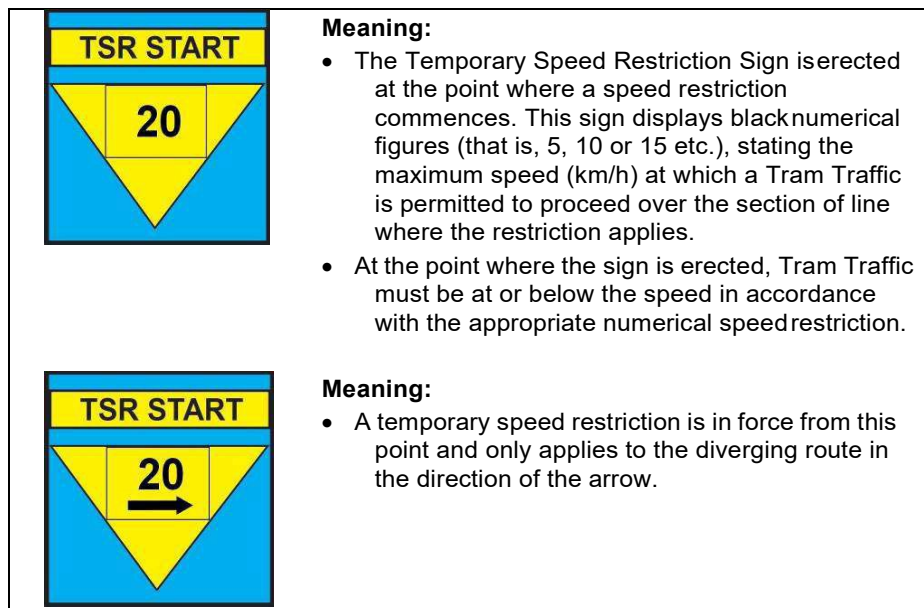 TSR START
20
Meaning:
• The Temporary Speed Restriction Sign iserected
at the point where a speed restriction
commences. This sign displays blacknumerical
figures (that is, 5, 10 or 15 etc.), stating the
maximum speed (km/h) at which a Tram Traffic
is permitted to proceed over the section of line
where the restriction applies.
• At the point where the sign is erected, Tram Traffic
must be at or below the speed in accordance
with the appropriate numerical speedrestriction.
TSR START
20
Meaning:
• A temporary speed restriction is in force from this
point and only applies to the diverging route in
the direction of the arrow.